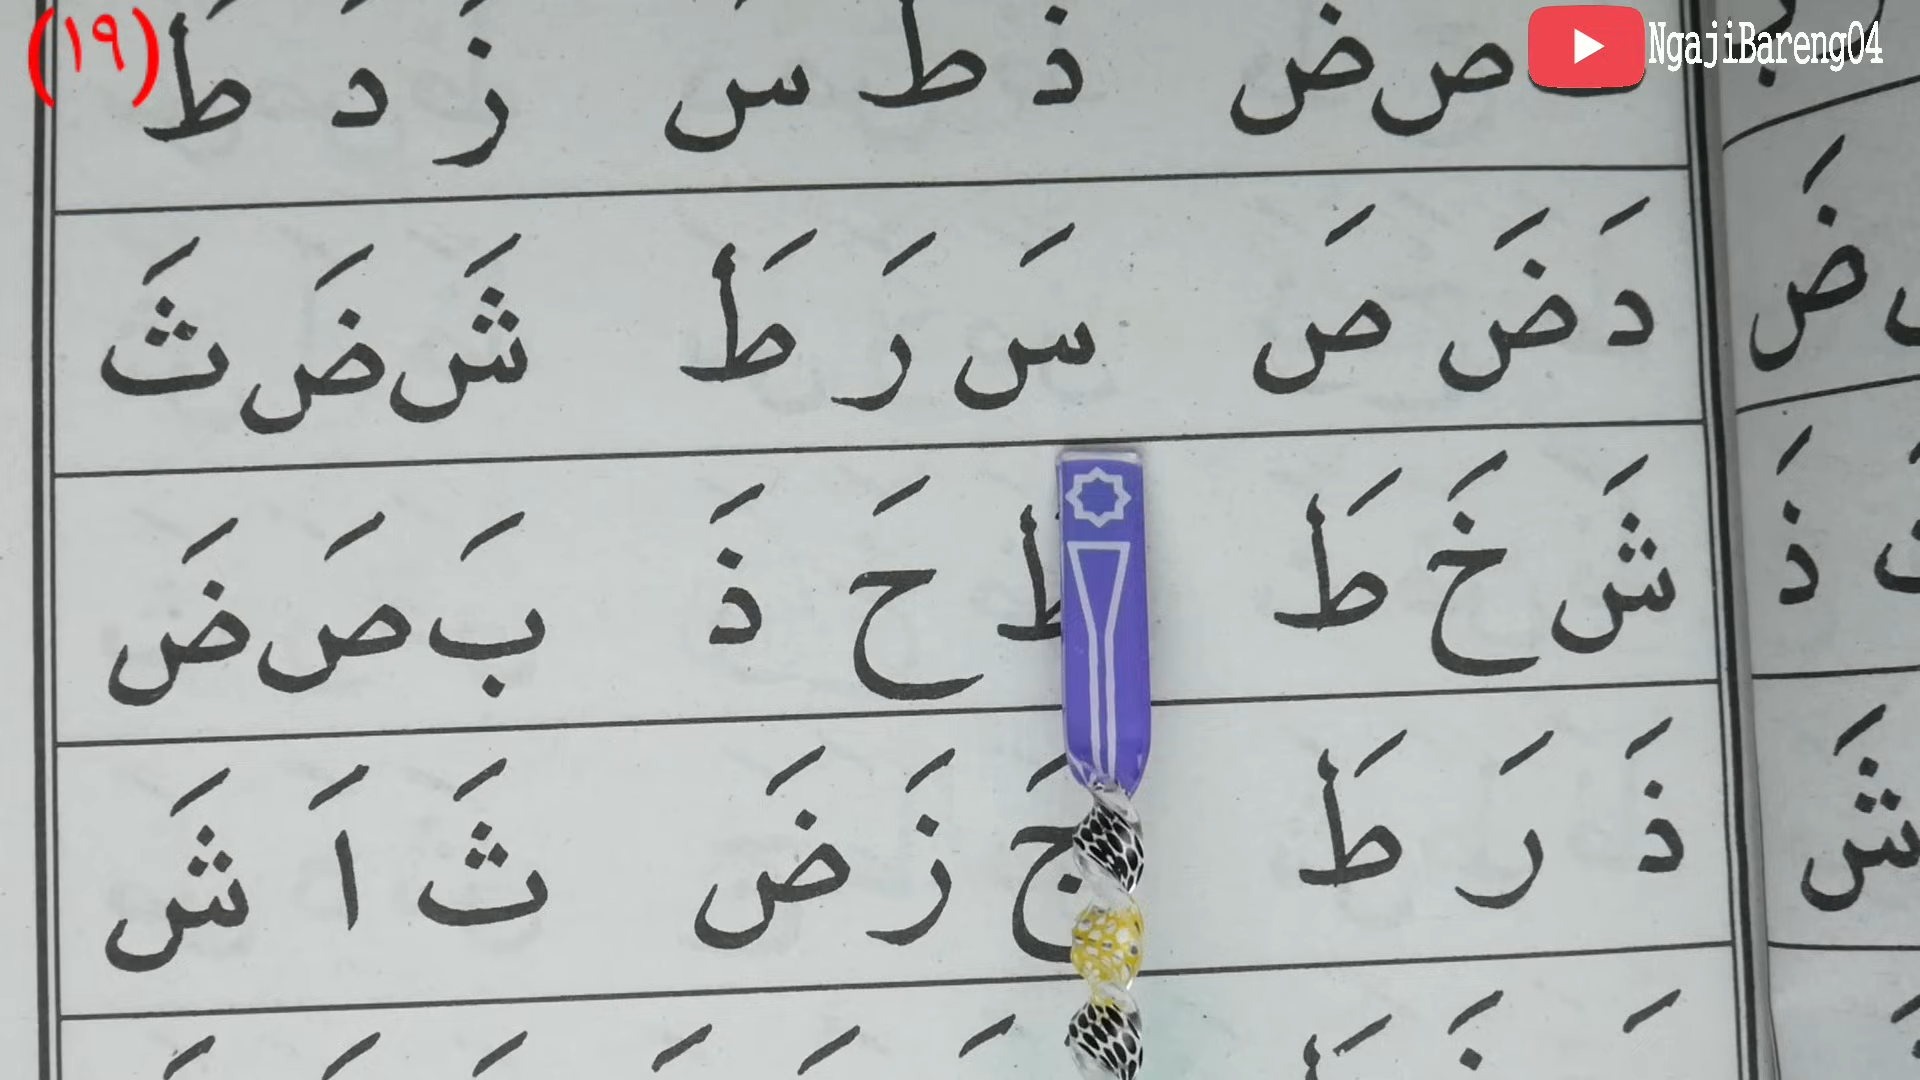 (١٩) NgajiBareng04
ص ض ذ ط س زَ دَ طَ
دَ ضَ صَ سَ رَ طَ شَ ضَ ثَ
شَ خَ طَ ط حَ ذَ بَ صَ ضَ
ذَ رَ طَ جَ زَ ضَ ثَ اَ شَ
ضَ
ذَ
شَ